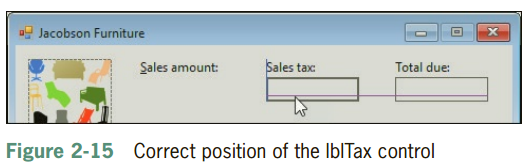 Jacobson Furniture
Sales amount: Sales tax: Total due:
Figure 2-15 Correct position of the lblTax control